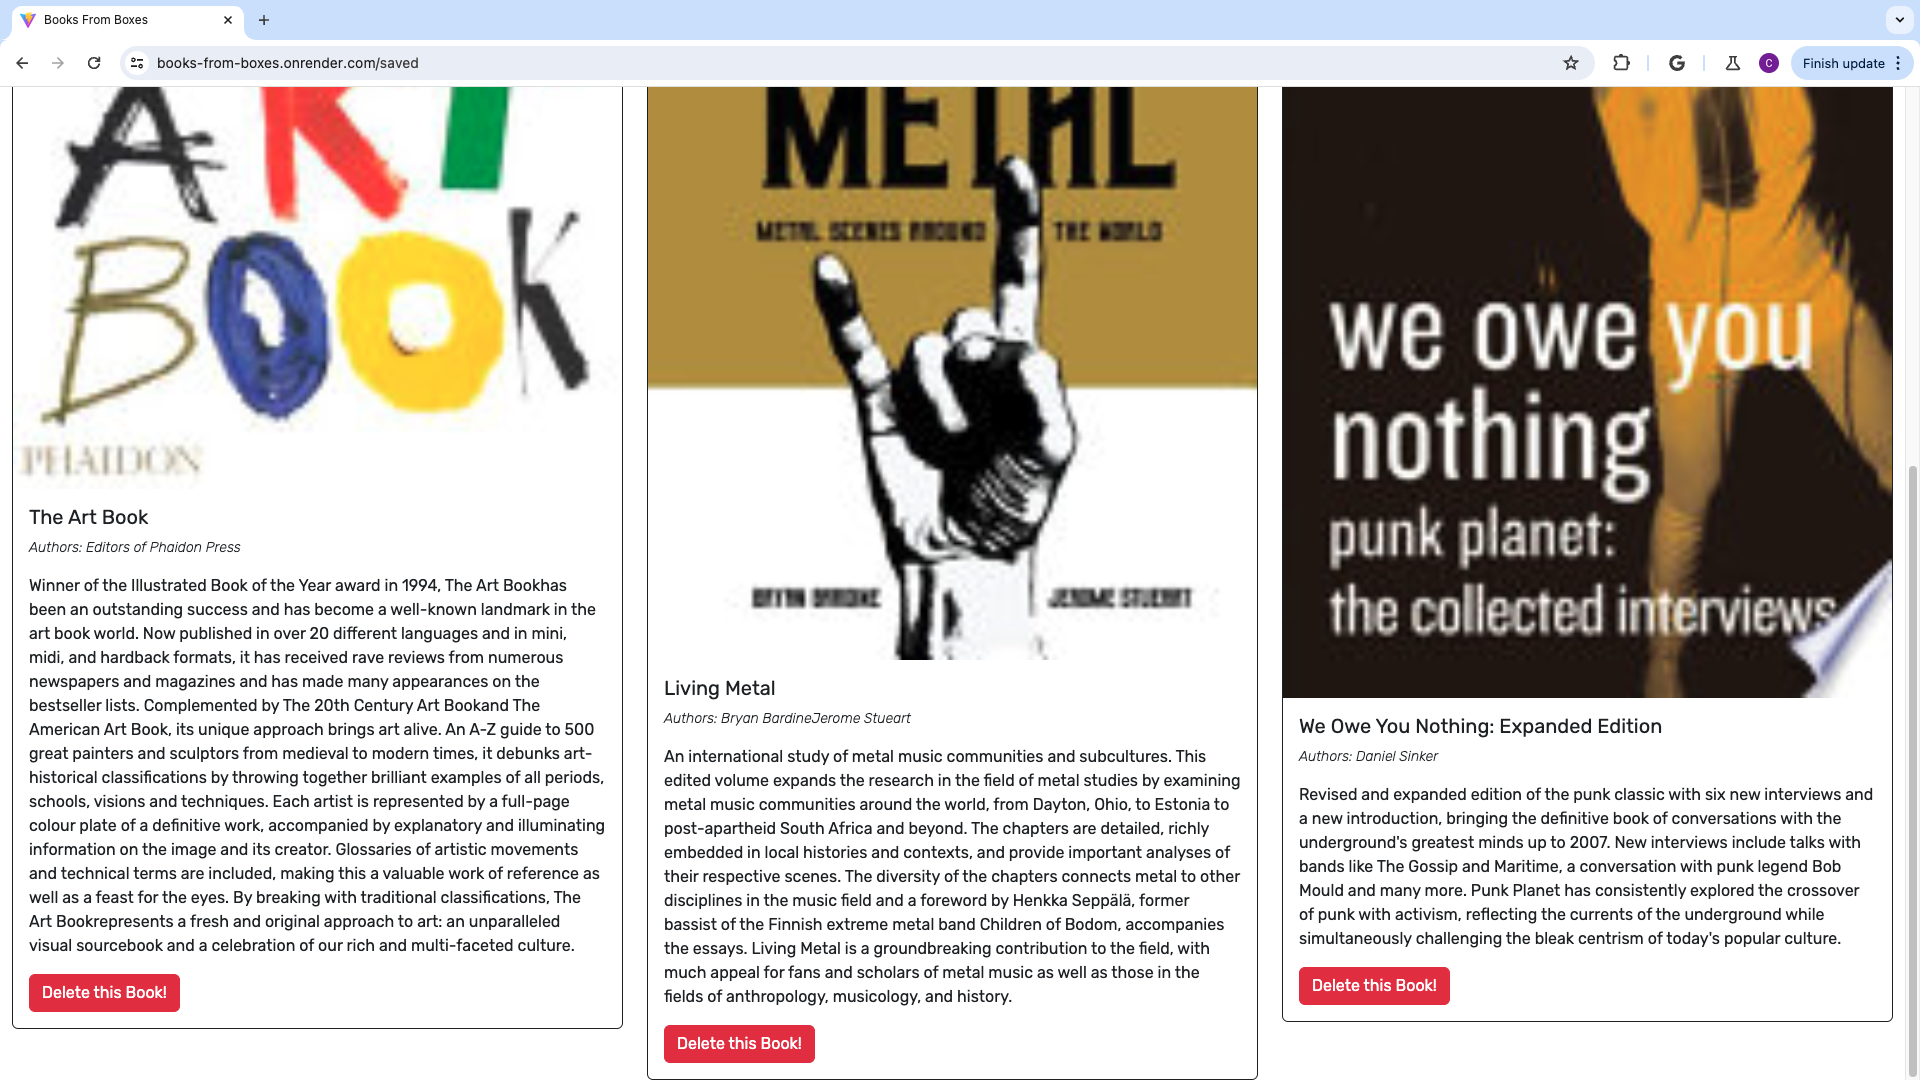 Books From Boxes
books-from-boxes.onrender.com/saved
C
Finish update
ART
BOOK
PHAIDON
The Art Book
Authors: Editors of Phaidon Press
Winner of the Illustrated Book of the Year award in 1994, The Art Bookhas
been an outstanding success and has become a well-known landmark in the
art book world. Now published in over 20 different languages and in mini,
midi, and hardback formats, it has received rave reviews from numerous
newspapers and magazines and has made many appearances on the
bestseller lists. Complemented by The 20th Century Art Bookand The
American Art Book, its unique approach brings art alive. An A-Z guide to 500
great painters and sculptors from medieval to modern times, it debunks art-
historical classifications by throwing together brilliant examples of all periods,
schools, visions and techniques. Each artist is represented by a full-page
colour plate of a definitive work, accompanied by explanatory and illuminating
information on the image and its creator. Glossaries of artistic movements
and technical terms are included, making this a valuable work of reference as
well as a feast for the eyes. By breaking with traditional classifications, The
Art Bookrepresents a fresh and original approach to art: an unparalleled
visual sourcebook and a celebration of our rich and multi-faceted culture.
Delete this Book!
METAL
METAL SCENES AROUND THE WORLD
BRYAN BARDINE JEROME STUEART
Living Metal
Authors: Bryan BardineJerome Stueart
An international study of metal music communities and subcultures. This
edited volume expands the research in the field of metal studies by examining
metal music communities around the world, from Dayton, Ohio, to Estonia to
post-apartheid South Africa and beyond. The chapters are detailed, richly
embedded in local histories and contexts, and provide important analyses of
their respective scenes. The diversity of the chapters connects metal to other
disciplines in the music field and a foreword by Henkka Seppälä, former
bassist of the Finnish extreme metal band Children of Bodom, accompanies
the essays. Living Metal is a groundbreaking contribution to the field, with
much appeal for fans and scholars of metal music as well as those in the
fields of anthropology, musicology, and history.
Delete this Book!
we owe you
nothing
punk planet:
the collected interviews
We Owe You Nothing: Expanded Edition
Authors: Daniel Sinker
Revised and expanded edition of the punk classic with six new interviews and
a new introduction, bringing the definitive book of conversations with the
underground's greatest minds up to 2007. New interviews include talks with
bands like The Gossip and Maritime, a conversation with punk legend Bob
Mould and many more. Punk Planet has consistently explored the crossover
of punk with activism, reflecting the currents of the underground while
simultaneously challenging the bleak centrism of today's popular culture.
Delete this Book!